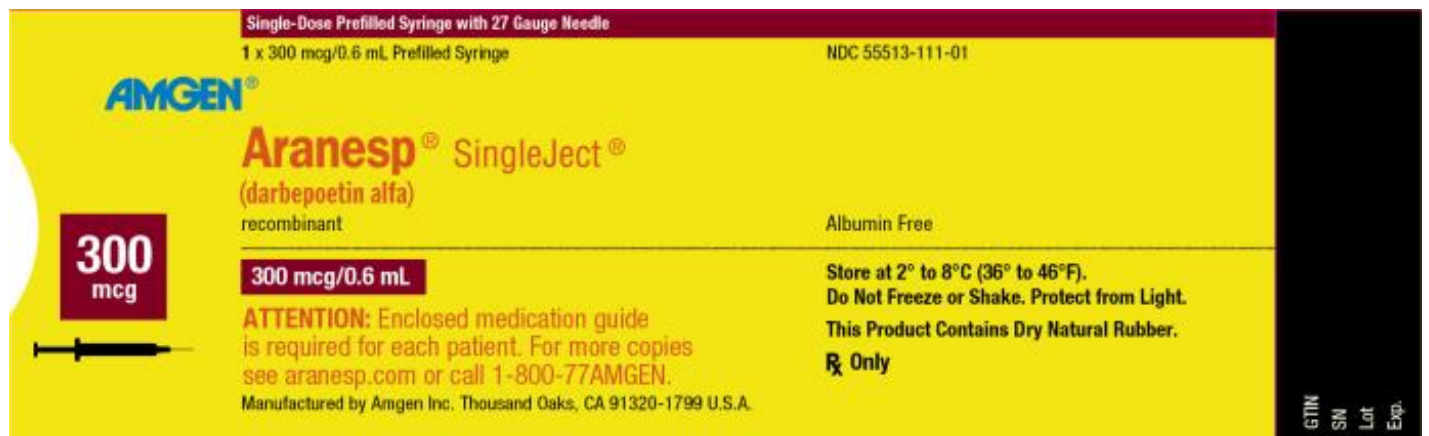 Single-Dose Prefilled Syringe with 27 Gauge Needle
1 x 300 mcg/0.6 mL Prefilled Syringe
NDC 55513-111-01
AMGEN®
Aranesp® SingleJect®
(darbepoetin alfa)
recombinant
Albumin Free
300
mcg
300 mcg/0.6 mL
ATTENTION: Enclosed medication guide
is required for each patient. For more copies
see aranesp.com or call 1-800-77AMGEN.
Manufactured by Amgen Inc. Thousand Oaks, CA 91320-1799 U.S.A.
Store at 2° to 8°C (36° to 46°F).
Do Not Freeze or Shake. Protect from Light.
This Product Contains Dry Natural Rubber.
℞ Only
GTIN
SN
Lot
Exp.